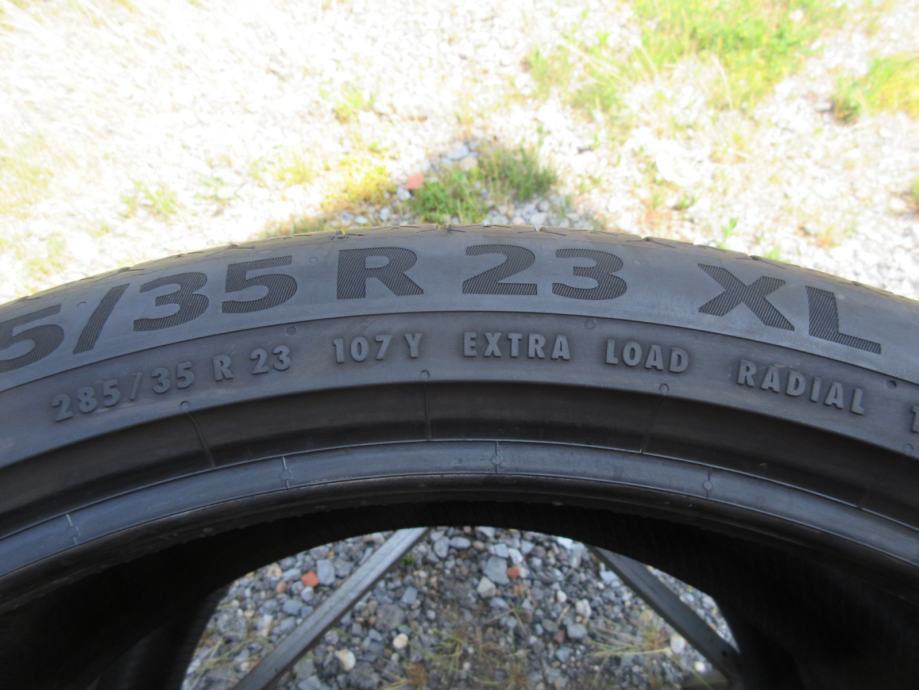 5/35 R 23 XL
285/35 R 23 107 Y EXTRA LOAD RADIAL